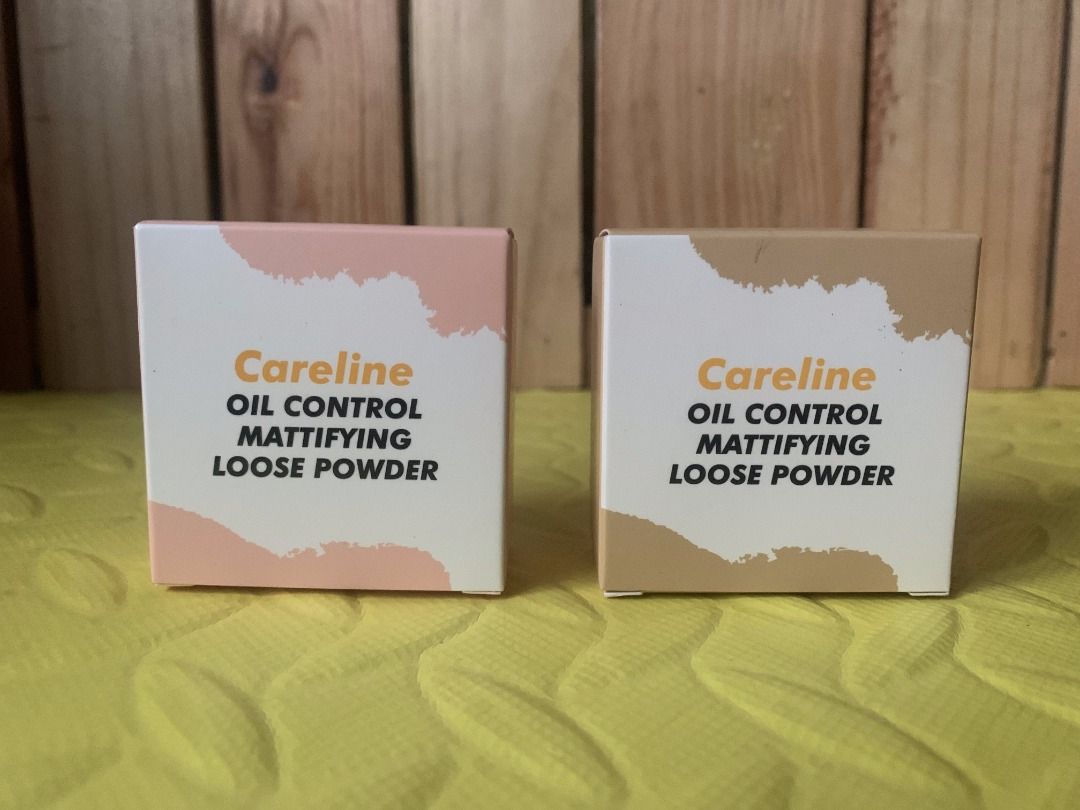 Careline
OIL CONTROL
MATTIFYING
LOOSE POWDER
Careline
OIL CONTROL
MATTIFYING
LOOSE POWDER